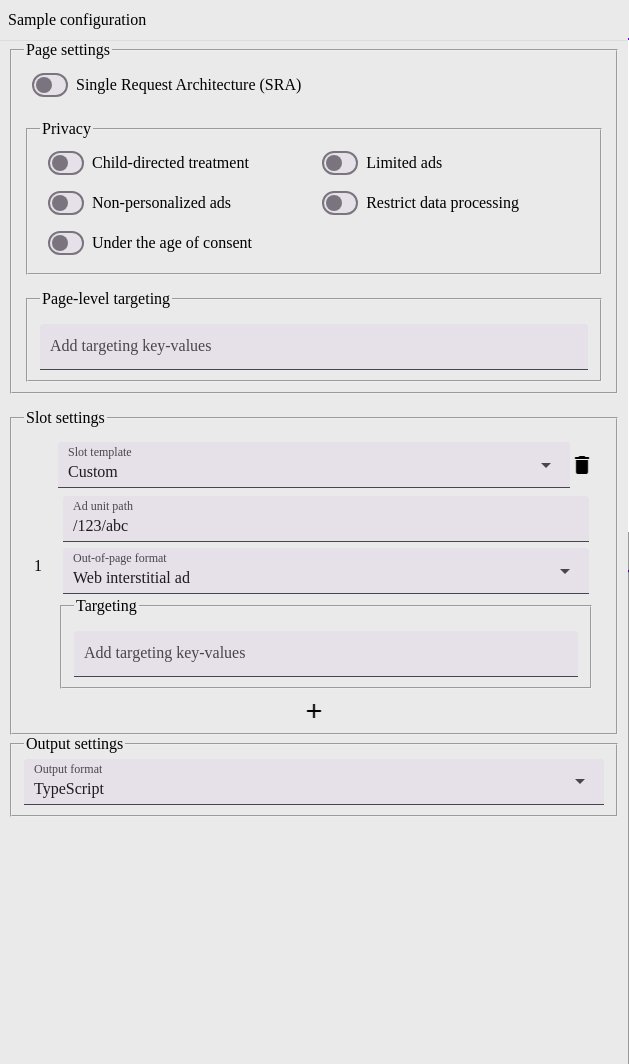 Sample configuration
Page settings
Single Request Architecture (SRA)
Privacy
Child-directed treatment
Limited ads
Non-personalized ads
Restrict data processing
Under the age of consent
Page-level targeting
Add targeting key-values
Slot settings
Slot template
Custom
Ad unit path
/123/abc
1
Out-of-page format
Web interstitial ad
Targeting
Add targeting key-values
+
Output settings
Output format
TypeScript